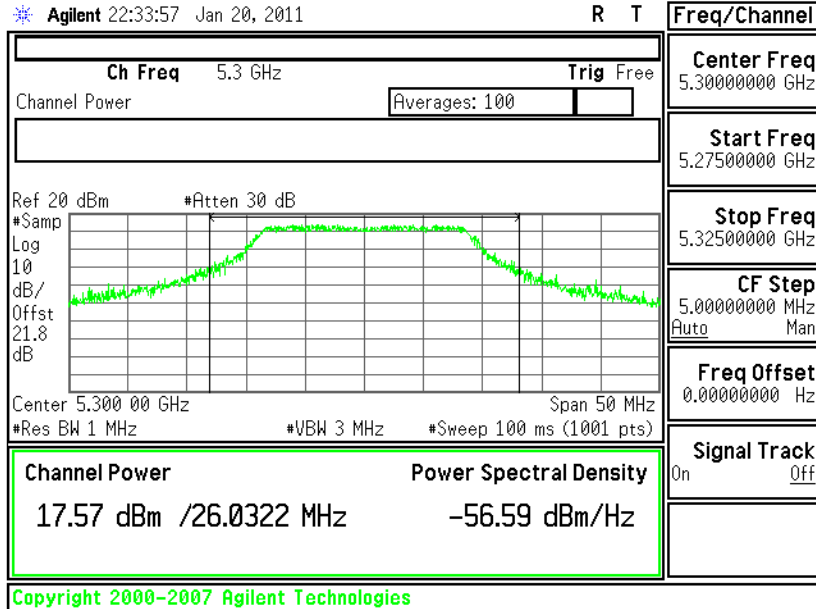 Agilent 22:33:57 Jan 20, 2011 R T Freq/Channel
Ch Freq 5.3 GHz Trig Free
Channel Power Averages: 100
Center Freq
5.30000000 GHz
Start Freq
5.27500000 GHz
Stop Freq
5.32500000 GHz
CF Step
5.00000000 MHz
Auto Man
Freq Offset
0.00000000 Hz
Signal Track
On Off
Ref 20 dBm #Atten 30 dB
#Samp
Log
10
dB/
Offst
21.8
dB
Center 5.300 00 GHz Span 50 MHz
#Res BW 1 MHz #VBW 3 MHz #Sweep 100 ms (1001 pts)
Channel Power Power Spectral Density
17.57 dBm /26.0322 MHz -56.59 dBm/Hz
Copyright 2000-2007 Agilent Technologies